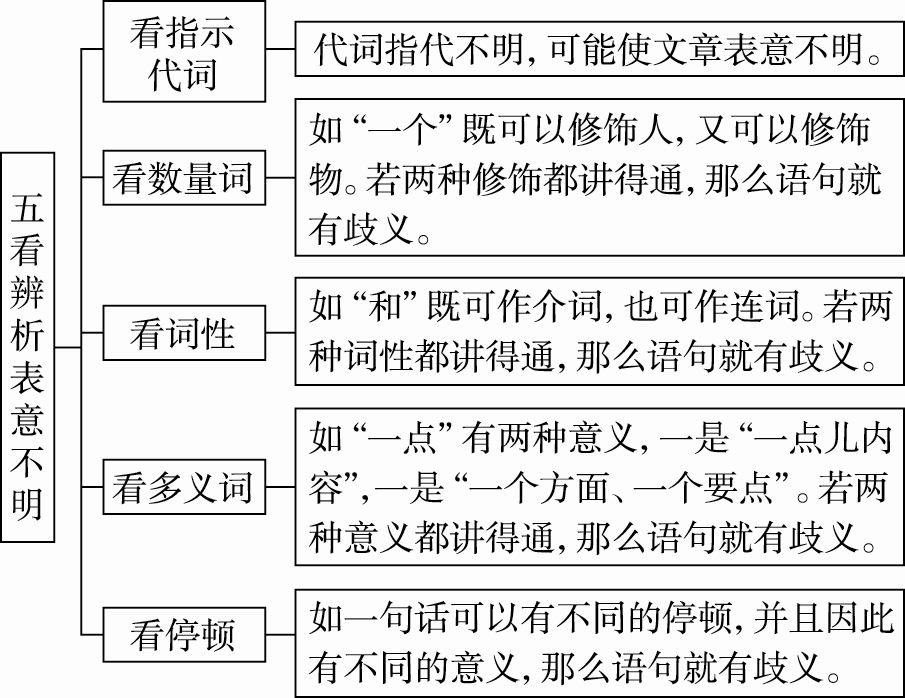 五看辨析表意不明
看指示
代词
代词指代不明，可能使文章表意不明。
看数量词
如“一个”既可以修饰人，又可以修饰
物。若两种修饰都讲得通，那么语句就
有歧义。
看词性
如“和”既可作介词，也可作连词。若两
种词性都讲得通，那么语句就有歧义。
看多义词
如“一点”有两种意义，一是“一点儿内
容”，一是“一个方面、一个要点”。若两
种意义都讲得通，那么语句就有歧义。
看停顿
如一句话可以有不同的停顿，并且因此
有不同的意义，那么语句就有歧义。